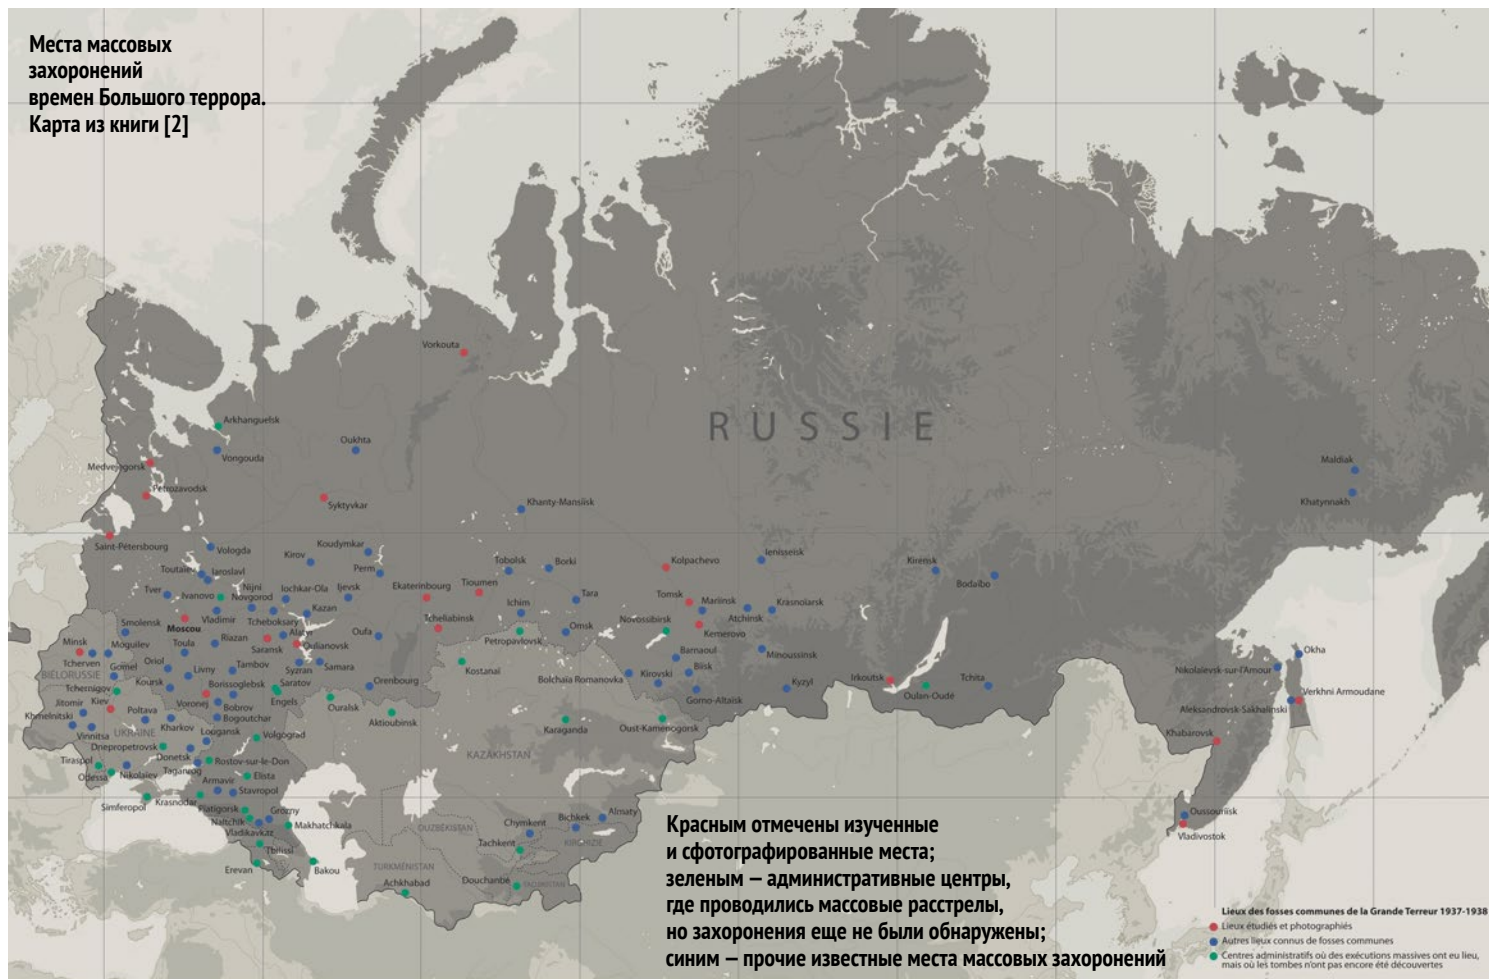 Места массовых
захоронений
времен Большого террора.
Карта из книги [2]
Vorkouta
RUSSIE
Arkhanguelsk
Oukhta
Vongouda
Medvejegorsk
Petrozavodsk
Syktyvkar
Khanty-Mansiisk
Maldiak
Khatynnakh
Saint-Pétersbourg
Vologda
Kirov
Koudymkar
Perm
Tobolsk
Borki
Kolpachevo
Ienisseisk
Kirensk
Bodaïbo
Toutaiev
Iaroslavl
Tver
Ivanovo
Nijni
Novgorod
Iochkar-Ola
Ijevsk
Ekaterinbourg
Tioumen
Tara
Tomsk
Mariinsk
Krasnoiarsk
Atchinsk
Moscou
Vladimir
Tcheboksary
Kazan
Tcheliabinsk
Ichim
Omsk
Novossibirsk
Kemerovo
Smolensk
Minsk
Moguilev
Toula
Riazan
Saransk
Alatyr
Oulianovsk
Oufa
Petropavlovsk
Barnaoul
Minoussinsk
Okha
Tcherven
Gomel
Oriol
Livny
Tambov
Syzran
Samara
Kostanai
Bolchaïa Romanovka
Kirovski
Biisk
Kyzyl
Irkoutsk
Oulan-Oudé
Tchita
Nikolaïevsk-sur-l'Amour
BIÉLORUSSIE
Tchernigov
Koursk
Borissoglebsk
Saratov
Orenbourg
Gorno-Altaïsk
Verkhni Armoudane
Jitomir
Kiev
Voronej
Bobrov
Engels
Ouralsk
Aktioubinsk
Aleksandrovsk-Sakhalinski
Khmelnitski
Poltava
Bogoutchar
Karaganda
Oust-Kamenogorsk
Vinnitsa
UKRAINE
Kharkov
Lougansk
Volgograd
Khabarovsk
Dnepropetrovsk
Donetsk
KAZAKHSTAN
Tiraspol
Rostov-sur-le-Don
Odessa
Nikolaïev
Taganrog
Elista
Armavir
Stavropol
Simferopol
Krasnodar
Piatigorsk
Grozny
Almaty
Naltchik
Makhatchkala
Chymkent
Bichkek
Oussouriisk
Vladikavkaz
OUZBÉKISTAN
KIRGHIZIE
Vladivostok
Tbilissi
Tachkent
Erevan
Bakou
TURKMÉNISTAN
Achkhabad
Douchanbé
TADJIKISTAN
Красным отмечены изученные
и сфотографированные места;
зеленым – административные центры,
где проводились массовые расстрелы,
но захоронения еще не были обнаружены;
синим – прочие известные места массовых захоронений
Lieux des fosses communes de la Grande Terreur 1937-1938
Lieux étudiés et photographiés
Autres lieux connus de fosses communes
Centres administratifs où des exécutions massives ont eu lieu,
mais où les tombes n'ont pas encore été découvertes